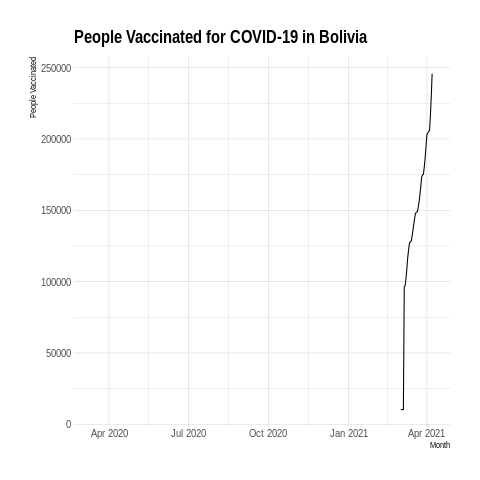 People Vaccinated for COVID-19 in Bolivia
People Vaccinated
250000
200000
150000
100000
50000
0
Apr 2020 Jul 2020 Oct 2020 Jan 2021 Apr 2021
Month